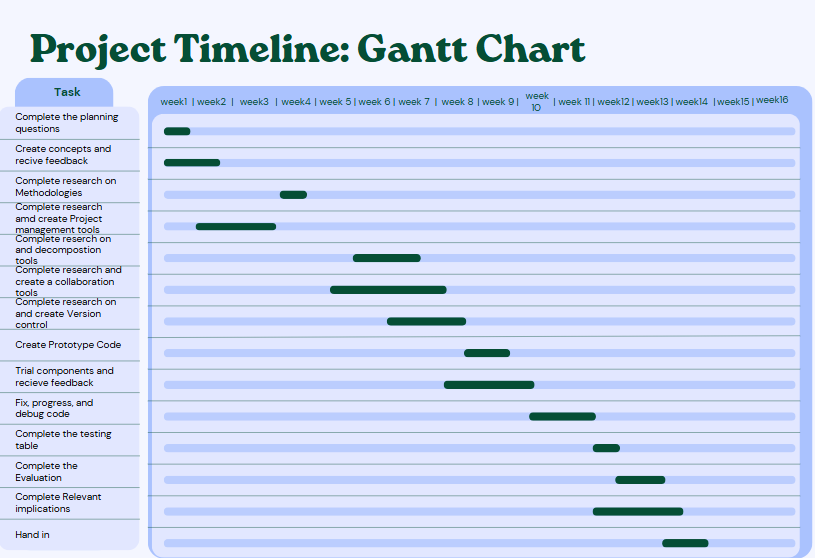 Project Timeline: Gantt Chart
Task
week1 | week2 | week3 | week4 | week 5 | week 6 | week 7 | week 8 | week 9 | week 10 | week 11 | week12 | week13 | week14 | week15 | week16
Complete the planning
questions
Create concepts and
recive feedback
Complete research on
Methodologies
Complete research
amd create Project
management tools
Complete reserch on
and decompostion
tools
Complete research and
create a collaboration
tools
Complete research on
and create Version
control
Create Prototype Code
Trial components and
recieve feedback
Fix, progress, and
debug code
Complete the testing
table
Complete the
Evaluation
Complete Relevant
implications
Hand in